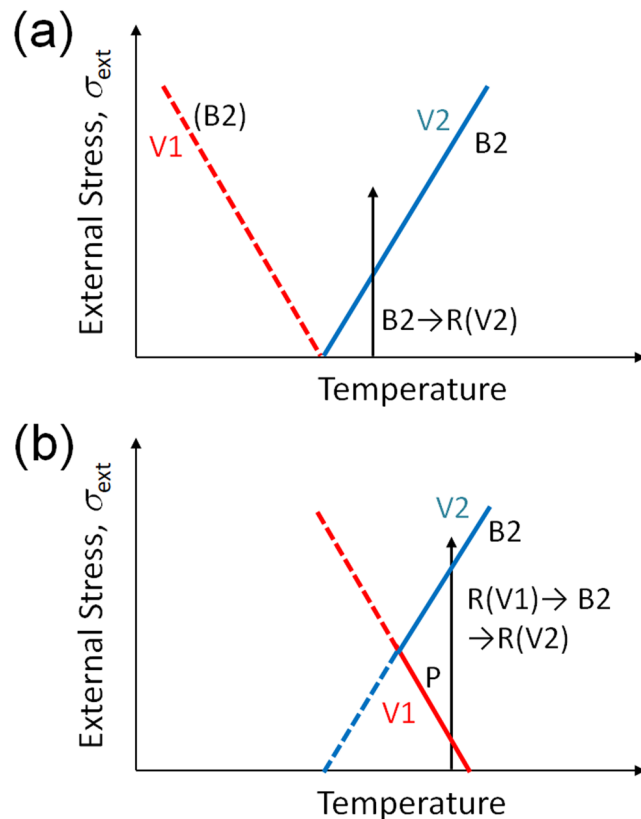 (a)
External Stress, σext
V1
(B2)
V2
B2
B2→R(V2)
Temperature
(b)
External Stress, σext
V2
B2
R(V1)→ B2
→R(V2)
P
V1
Temperature